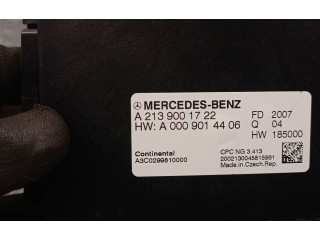 MERCEDES-BENZ
A 213 900 17 22 FD 2007
HW: A 000 901 44 06 Q 04
HW 185000
Continental CPC NG 3.413
A3C0299810000 2002130045815861
Made in Czech.Rep.